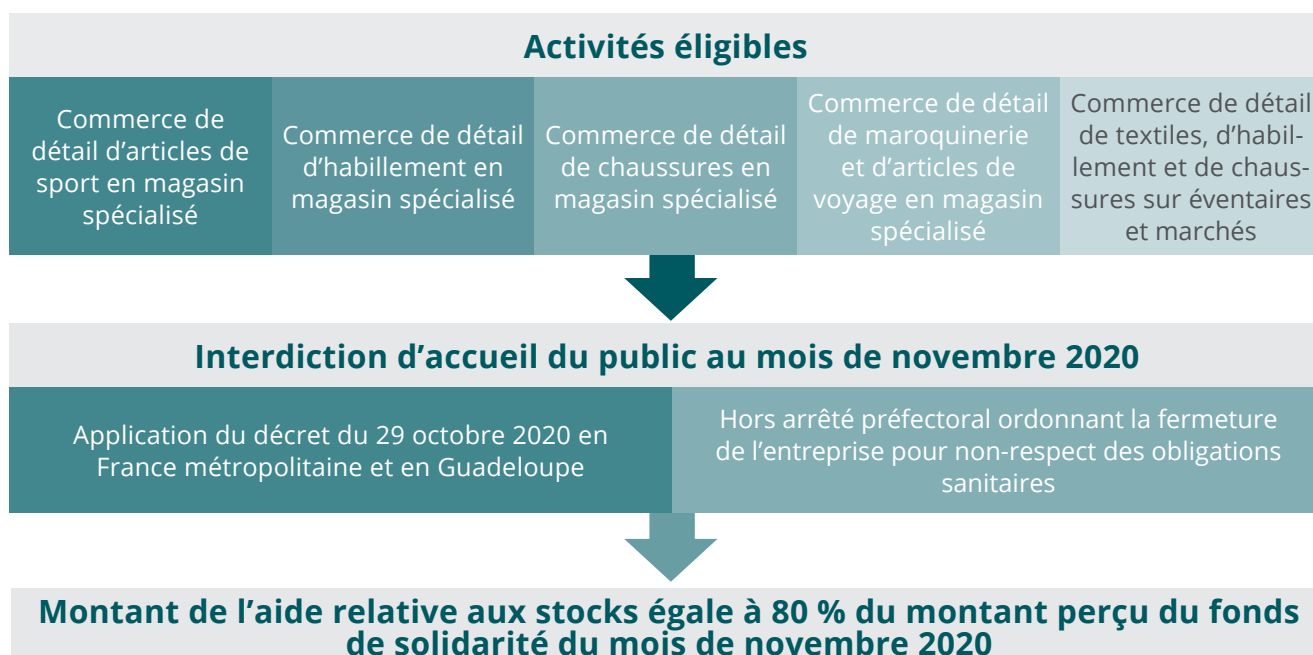 Activités éligibles
Commerce de
détail d’articles de
sport en magasin
spécialisé
Commerce de détail
d’habillement en
magasin spécialisé
Commerce de détail
de chaussures en
magasin spécialisé
Commerce de détail
de maroquinerie
et d’articles de
voyage en magasin
spécialisé
Commerce de détail
de textiles, d’habil-
lement et de chaus-
sures sur éventaires
et marchés
Interdiction d’accueil du public au mois de novembre 2020
Application du décret du 29 octobre 2020 en
France métropolitaine et en Guadeloupe
Hors arrêté préfectoral ordonnant la fermeture
de l’entreprise pour non-respect des obligations
sanitaires
Montant de l’aide relative aux stocks égale à 80 % du montant perçu du fonds
de solidarité du mois de novembre 2020